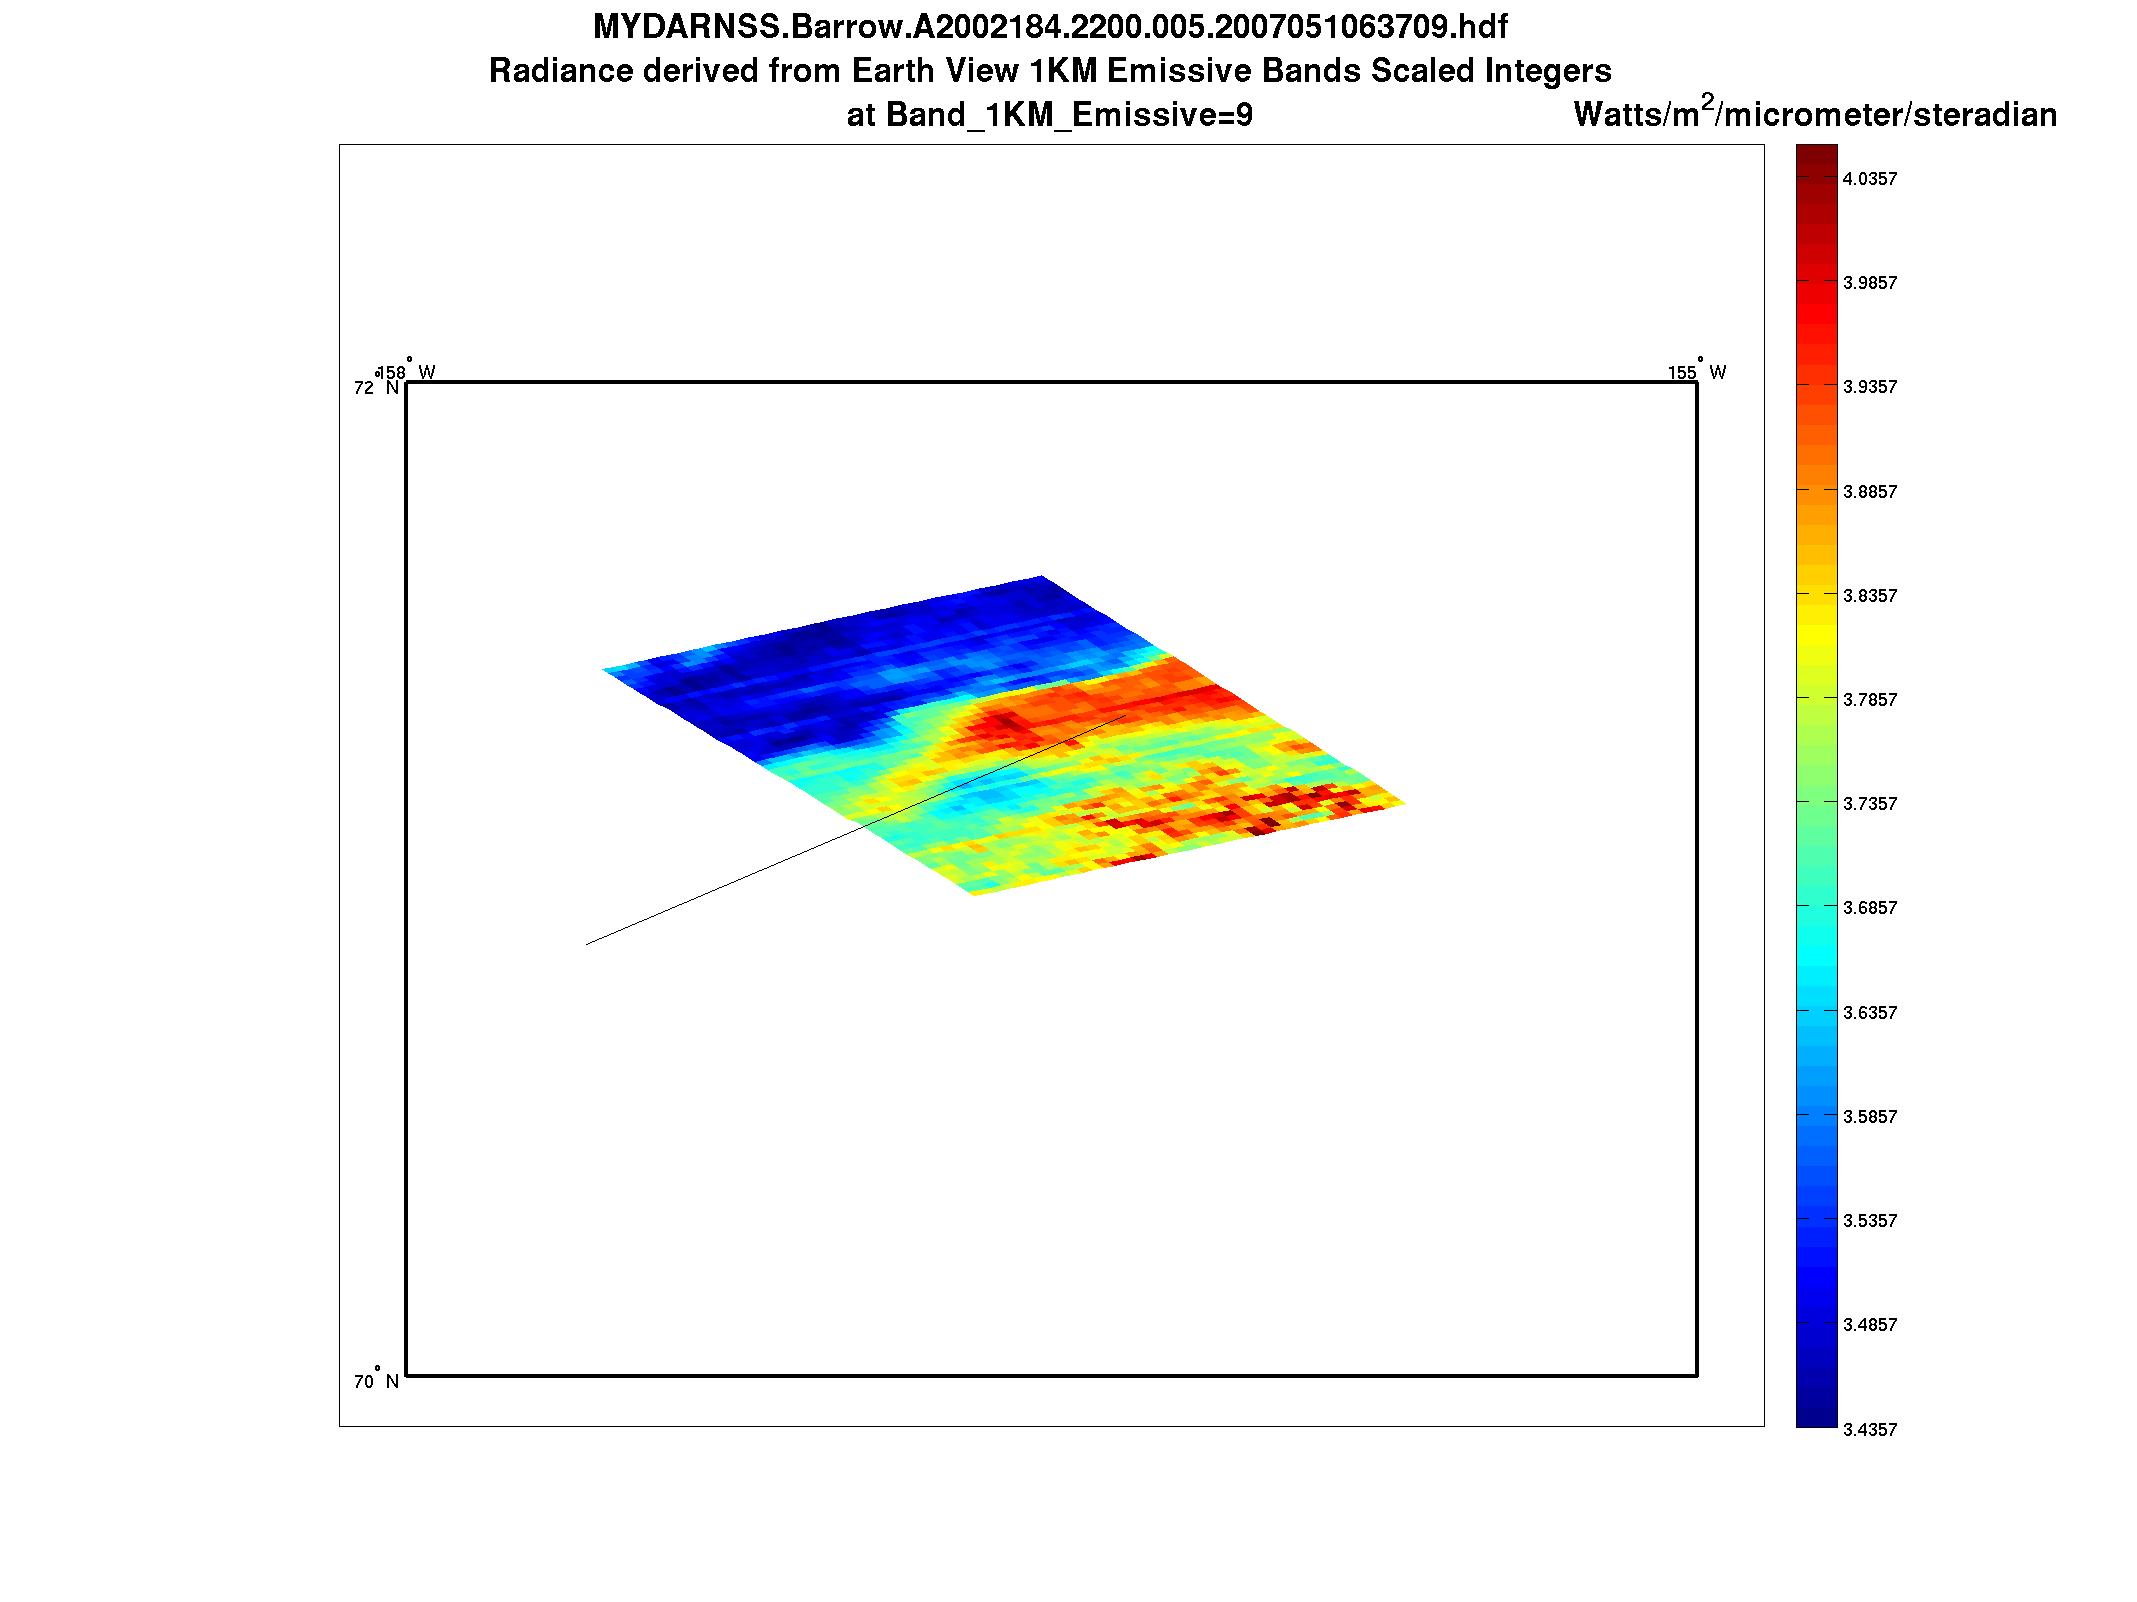 MYDARNSS.Barrow.A2002184.2200.005.2007051063709.hdf
Radiance derived from Earth View 1KM Emissive Bands Scaled Integers
at Band_1KM_Emissive=9
Watts/m²/micrometer/steradian
158° W
155° W
72° N
70° N
4.0357
3.9857
3.9357
3.8857
3.8357
3.7857
3.7357
3.6857
3.6357
3.5857
3.5357
3.4857
3.4357